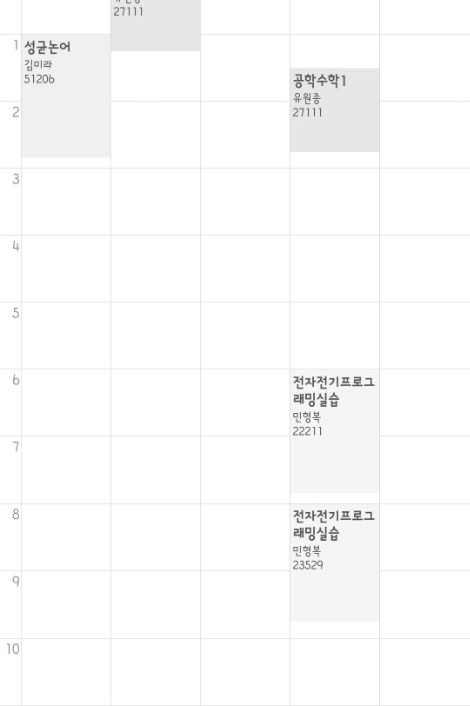 27111
1
성균논어
김미라
5120b
공학수학1
유원종
27111
2
3
4
5
6
전자전기프로그
래밍실습
민형복
22211
7
8
전자전기프로그
래밍실습
민형복
23529
9
10